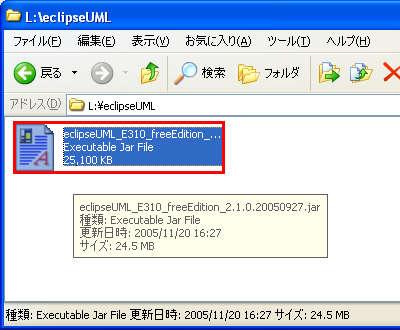 L:\eclipseUML
ファイル(F) 編集(E) 表示(V) お気に入り(A) ツール(T) ヘルプ(H)
戻る 検索 フォルダ
アドレス(D) L:\eclipseUML
eclipseUML_E310_freeEdition_...
Executable Jar File
25,100 KB
eclipseUML_E310_freeEdition_2.1.0.20050927.jar
種類: Executable Jar File
更新日時: 2005/11/20 16:27
サイズ: 24.5 MB
種類: Executable Jar File 更新日時: 2005/11/20 16:27 サイズ: 24.5 MB